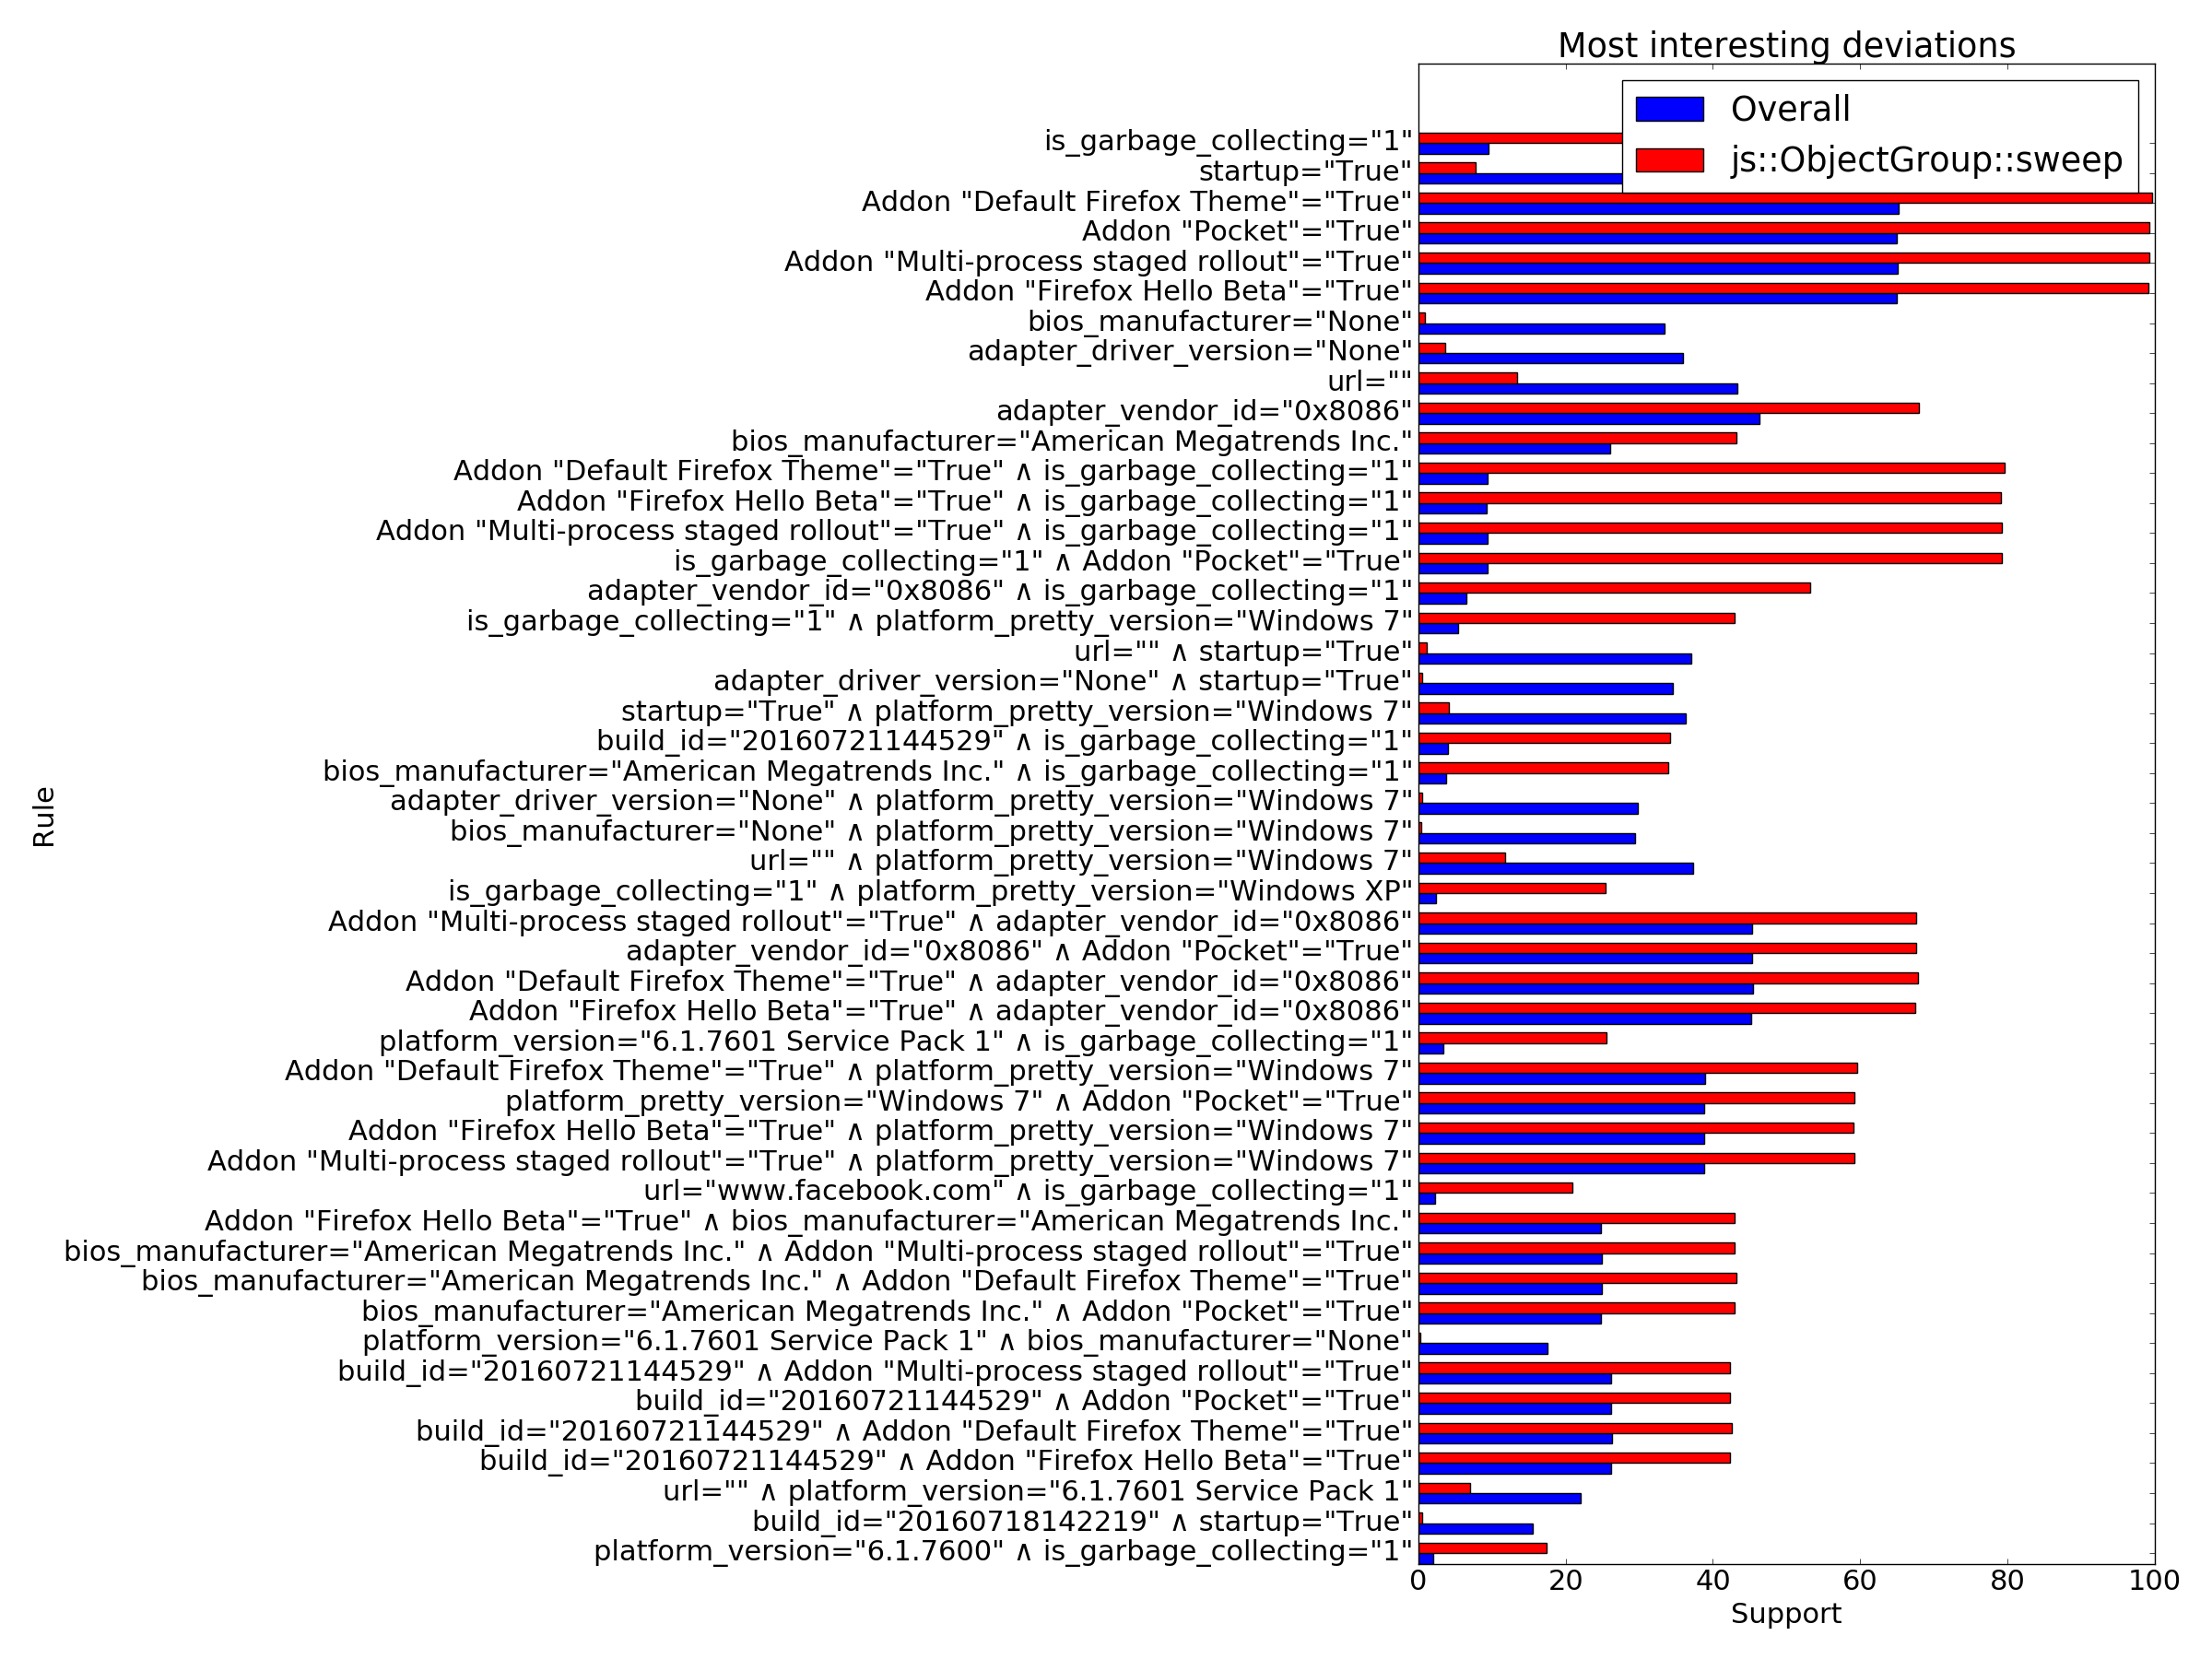 Most interesting deviations
Overall
js::ObjectGroup::sweep
is_garbage_collecting="1"
startup="True"
Addon "Default Firefox Theme"="True"
Addon "Pocket"="True"
Addon "Multi-process staged rollout"="True"
Addon "Firefox Hello Beta"="True"
bios_manufacturer="None"
adapter_driver_version="None"
url=""
adapter_vendor_id="0x8086"
bios_manufacturer="American Megatrends Inc."
Addon "Default Firefox Theme"="True" ∧ is_garbage_collecting="1"
Addon "Firefox Hello Beta"="True" ∧ is_garbage_collecting="1"
Addon "Multi-process staged rollout"="True" ∧ is_garbage_collecting="1"
is_garbage_collecting="1" ∧ Addon "Pocket"="True"
adapter_vendor_id="0x8086" ∧ is_garbage_collecting="1"
is_garbage_collecting="1" ∧ platform_pretty_version="Windows 7"
url="" ∧ startup="True"
adapter_driver_version="None" ∧ startup="True"
startup="True" ∧ platform_pretty_version="Windows 7"
build_id="20160721144529" ∧ is_garbage_collecting="1"
bios_manufacturer="American Megatrends Inc." ∧ is_garbage_collecting="1"
adapter_driver_version="None" ∧ platform_pretty_version="Windows 7"
bios_manufacturer="None" ∧ platform_pretty_version="Windows 7"
url="" ∧ platform_pretty_version="Windows 7"
is_garbage_collecting="1" ∧ platform_pretty_version="Windows XP"
Addon "Multi-process staged rollout"="True" ∧ adapter_vendor_id="0x8086"
adapter_vendor_id="0x8086" ∧ Addon "Pocket"="True"
Addon "Default Firefox Theme"="True" ∧ adapter_vendor_id="0x8086"
Addon "Firefox Hello Beta"="True" ∧ adapter_vendor_id="0x8086"
platform_version="6.1.7601 Service Pack 1" ∧ is_garbage_collecting="1"
Addon "Default Firefox Theme"="True" ∧ platform_pretty_version="Windows 7"
platform_pretty_version="Windows 7" ∧ Addon "Pocket"="True"
Addon "Firefox Hello Beta"="True" ∧ platform_pretty_version="Windows 7"
Addon "Multi-process staged rollout"="True" ∧ platform_pretty_version="Windows 7"
url="www.facebook.com" ∧ is_garbage_collecting="1"
Addon "Firefox Hello Beta"="True" ∧ bios_manufacturer="American Megatrends Inc."
bios_manufacturer="American Megatrends Inc." ∧ Addon "Multi-process staged rollout"="True"
bios_manufacturer="American Megatrends Inc." ∧ Addon "Default Firefox Theme"="True"
bios_manufacturer="American Megatrends Inc." ∧ Addon "Pocket"="True"
platform_version="6.1.7601 Service Pack 1" ∧ bios_manufacturer="None"
build_id="20160721144529" ∧ Addon "Multi-process staged rollout"="True"
build_id="20160721144529" ∧ Addon "Pocket"="True"
build_id="20160721144529" ∧ Addon "Default Firefox Theme"="True"
build_id="20160721144529" ∧ Addon "Firefox Hello Beta"="True"
url="" ∧ platform_version="6.1.7601 Service Pack 1"
build_id="20160718142219" ∧ startup="True"
platform_version="6.1.7600" ∧ is_garbage_collecting="1"
Rule
0 20 40 60 80 100
Support